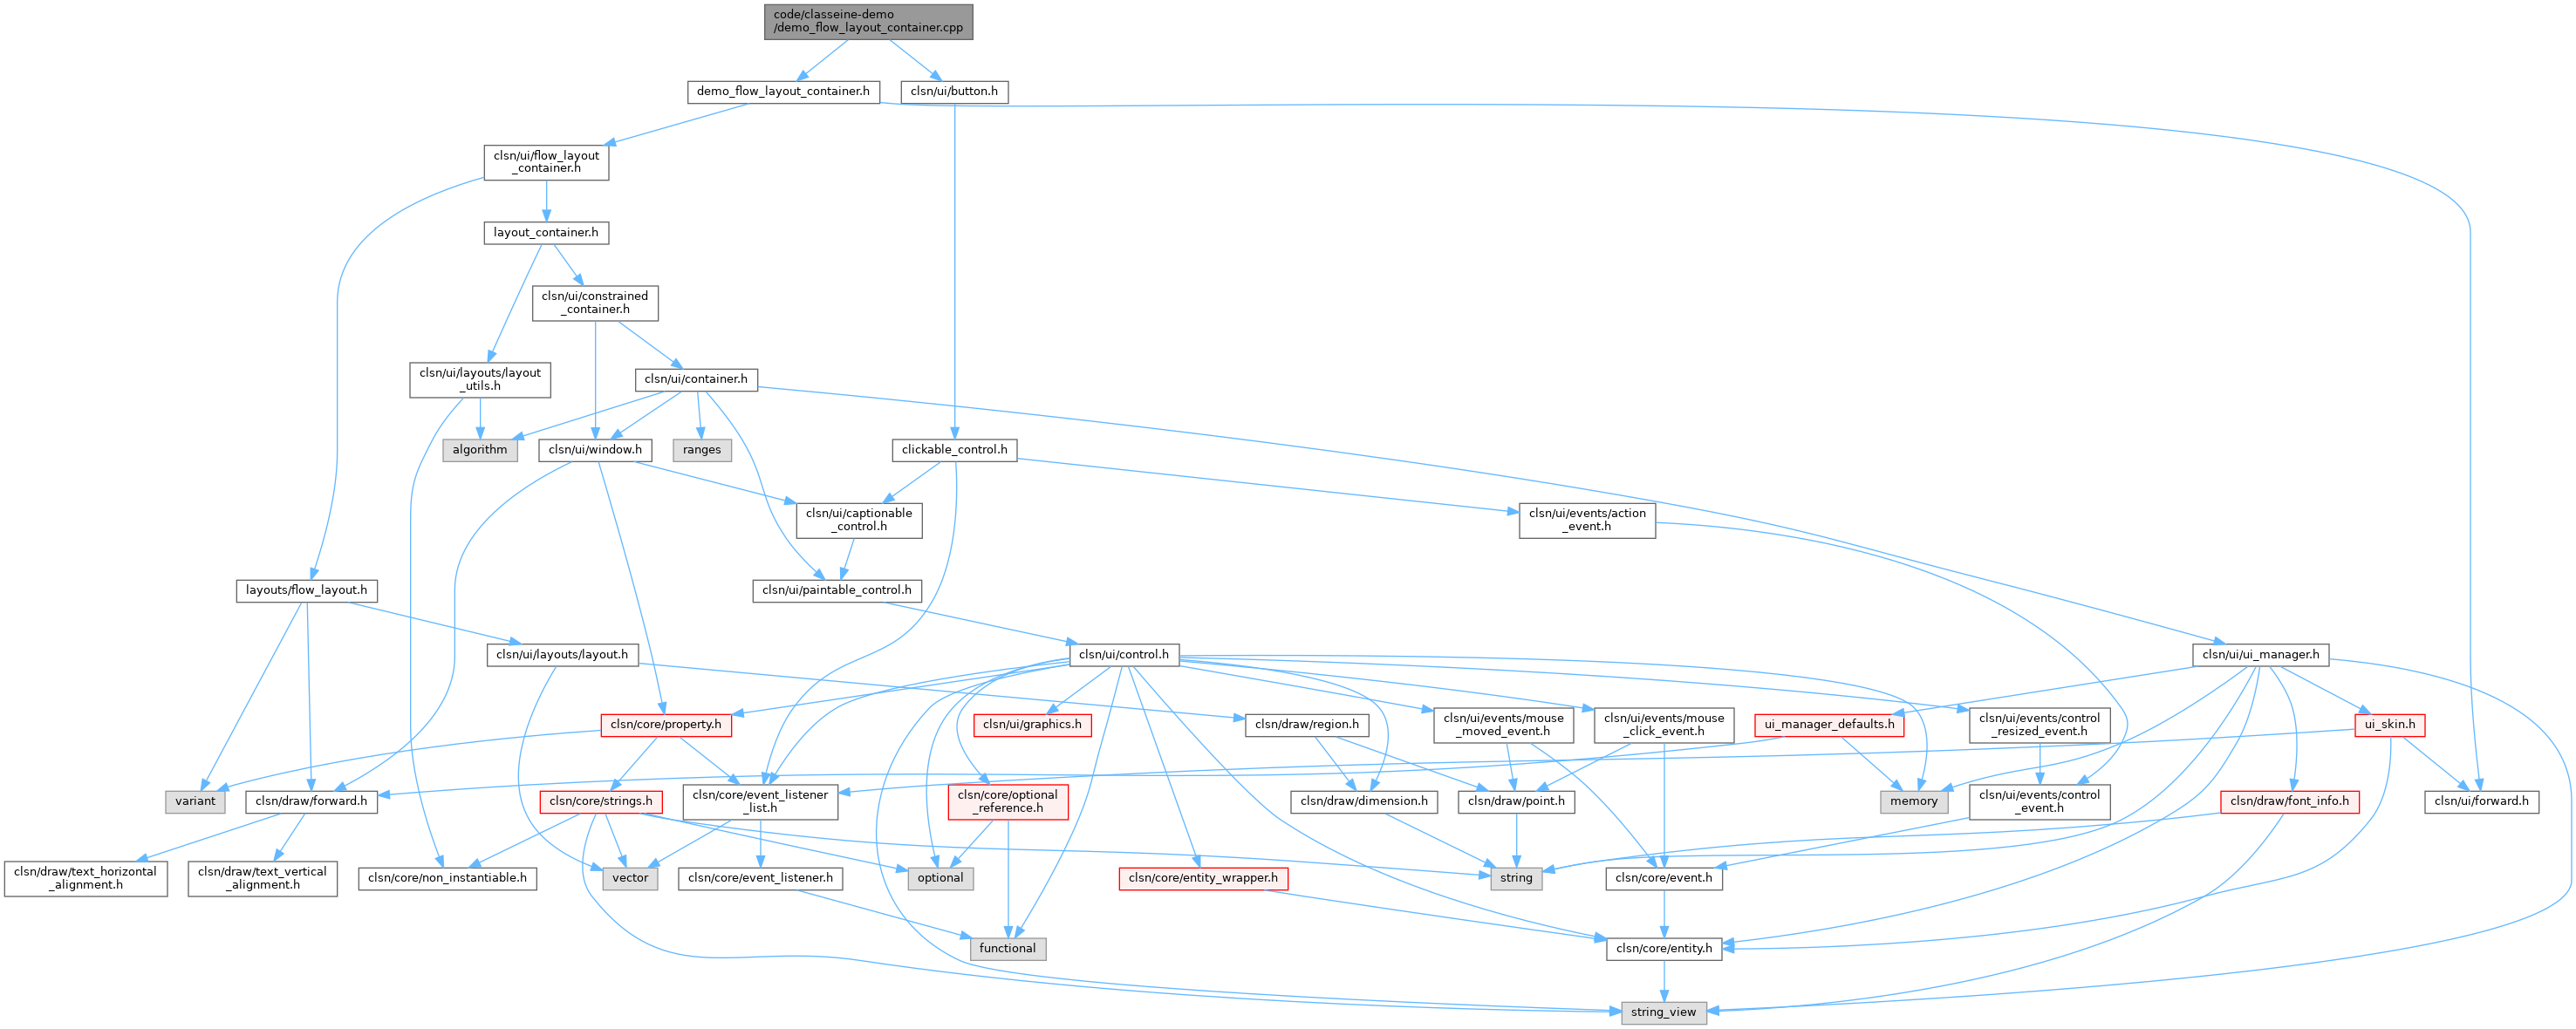 code/classeine-demo
/demo_flow_layout_container.cpp
demo_flow_layout_container.h
clsn/ui/button.h
clsn/ui/flow_layout
_container.h
layout_container.h
clsn/ui/constrained
_container.h
clsn/ui/layouts/layout
_utils.h
clsn/ui/container.h
algorithm
clsn/ui/window.h
ranges
clickable_control.h
clsn/ui/captionable
_control.h
clsn/ui/events/action
_event.h
layouts/flow_layout.h
clsn/ui/paintable_control.h
clsn/ui/layouts/layout.h
clsn/ui/control.h
clsn/ui/ui_manager.h
clsn/core/property.h
clsn/ui/graphics.h
clsn/draw/region.h
clsn/ui/events/mouse
_moved_event.h
clsn/ui/events/mouse
_click_event.h
ui_manager_defaults.h
clsn/ui/events/control
_resized_event.h
ui_skin.h
variant
clsn/draw/forward.h
clsn/core/strings.h
clsn/core/event_listener
_list.h
clsn/core/optional
_reference.h
clsn/draw/dimension.h
clsn/draw/point.h
memory
clsn/ui/events/control
_event.h
clsn/draw/font_info.h
clsn/ui/forward.h
clsn/draw/text_horizontal
_alignment.h
clsn/draw/text_vertical
_alignment.h
clsn/core/non_instantiable.h
vector
clsn/core/event_listener.h
optional
clsn/core/entity_wrapper.h
string
clsn/core/event.h
functional
clsn/core/entity.h
string_view